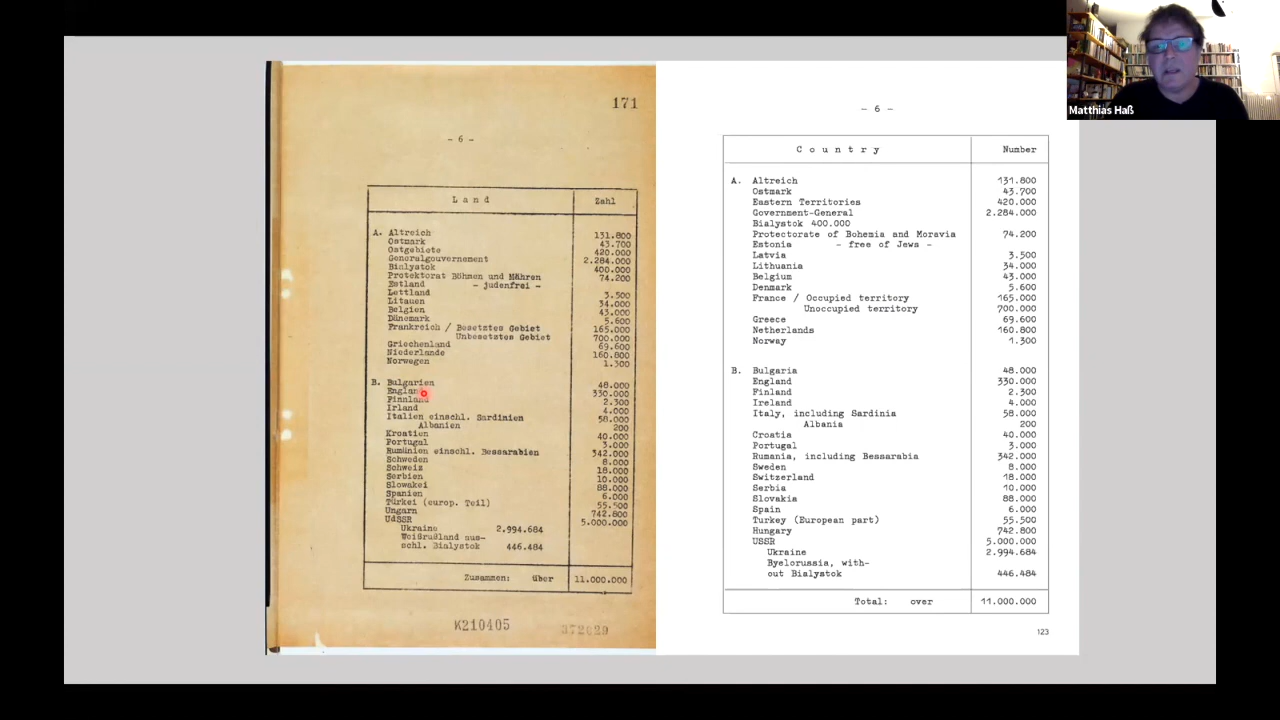 171
- 6 -
Land Zahl
A. Altreich 131.800
Ostmark 43.700
Ostgebiete 420.000
Generalgouvernement 2.284.000
Bialystok 400.000
Protektorat Böhmen und Mähren 74.200
Estland - judenfrei -
Lettland 3.500
Litauen 34.000
Belgien 43.000
Dänemark 5.600
Frankreich / Besetztes Gebiet 165.000
Unbesetztes Gebiet 700.000
Griechenland 69.600
Niederlande 160.800
Norwegen 1.300
B. Bulgarien 48.000
England 330.000
Finnland 2.300
Irland 4.000
Italien einschl. Sardinien 58.000
Albanien 200
Kroatien 40.000
Portugal 3.000
Rumänien einschl. Bessarabien 342.000
Schweden 8.000
Schweiz 18.000
Serbien 10.000
Slowakei 88.000
Spanien 6.000
Türkei (europ. Teil) 55.500
Ungarn 742.800
UdSSR 5.000.000
Ukraine 2.994.684
Weißrußland aus-
schl. Bialystok 446.484
Zusammen: über 11.000.000
K210405 372029
- 6 -
Country Number
A. Altreich 131.800
Ostmark 43.700
Eastern Territories 420.000
Government-General 2.284.000
Bialystok 400.000
Protectorate of Bohemia and Moravia 74.200
Estonia - free of Jews -
Latvia 3.500
Lithuania 34.000
Belgium 43.000
Denmark 5.600
France / Occupied territory 165.000
Unoccupied territory 700.000
Greece 69.600
Netherlands 160.800
Norway 1.300
B. Bulgaria 48.000
England 330.000
Finland 2.300
Ireland 4.000
Italy, including Sardinia 58.000
Albania 200
Croatia 40.000
Portugal 3.000
Rumania, including Bessarabia 342.000
Sweden 8.000
Switzerland 18.000
Serbia 10.000
Slovakia 88.000
Spain 6.000
Turkey (European part) 55.500
Hungary 742.800
USSR 5.000.000
Ukraine 2.994.684
Byelorussia, with-
out Bialystok 446.484
Total: over 11.000.000
123
Matthias Haß